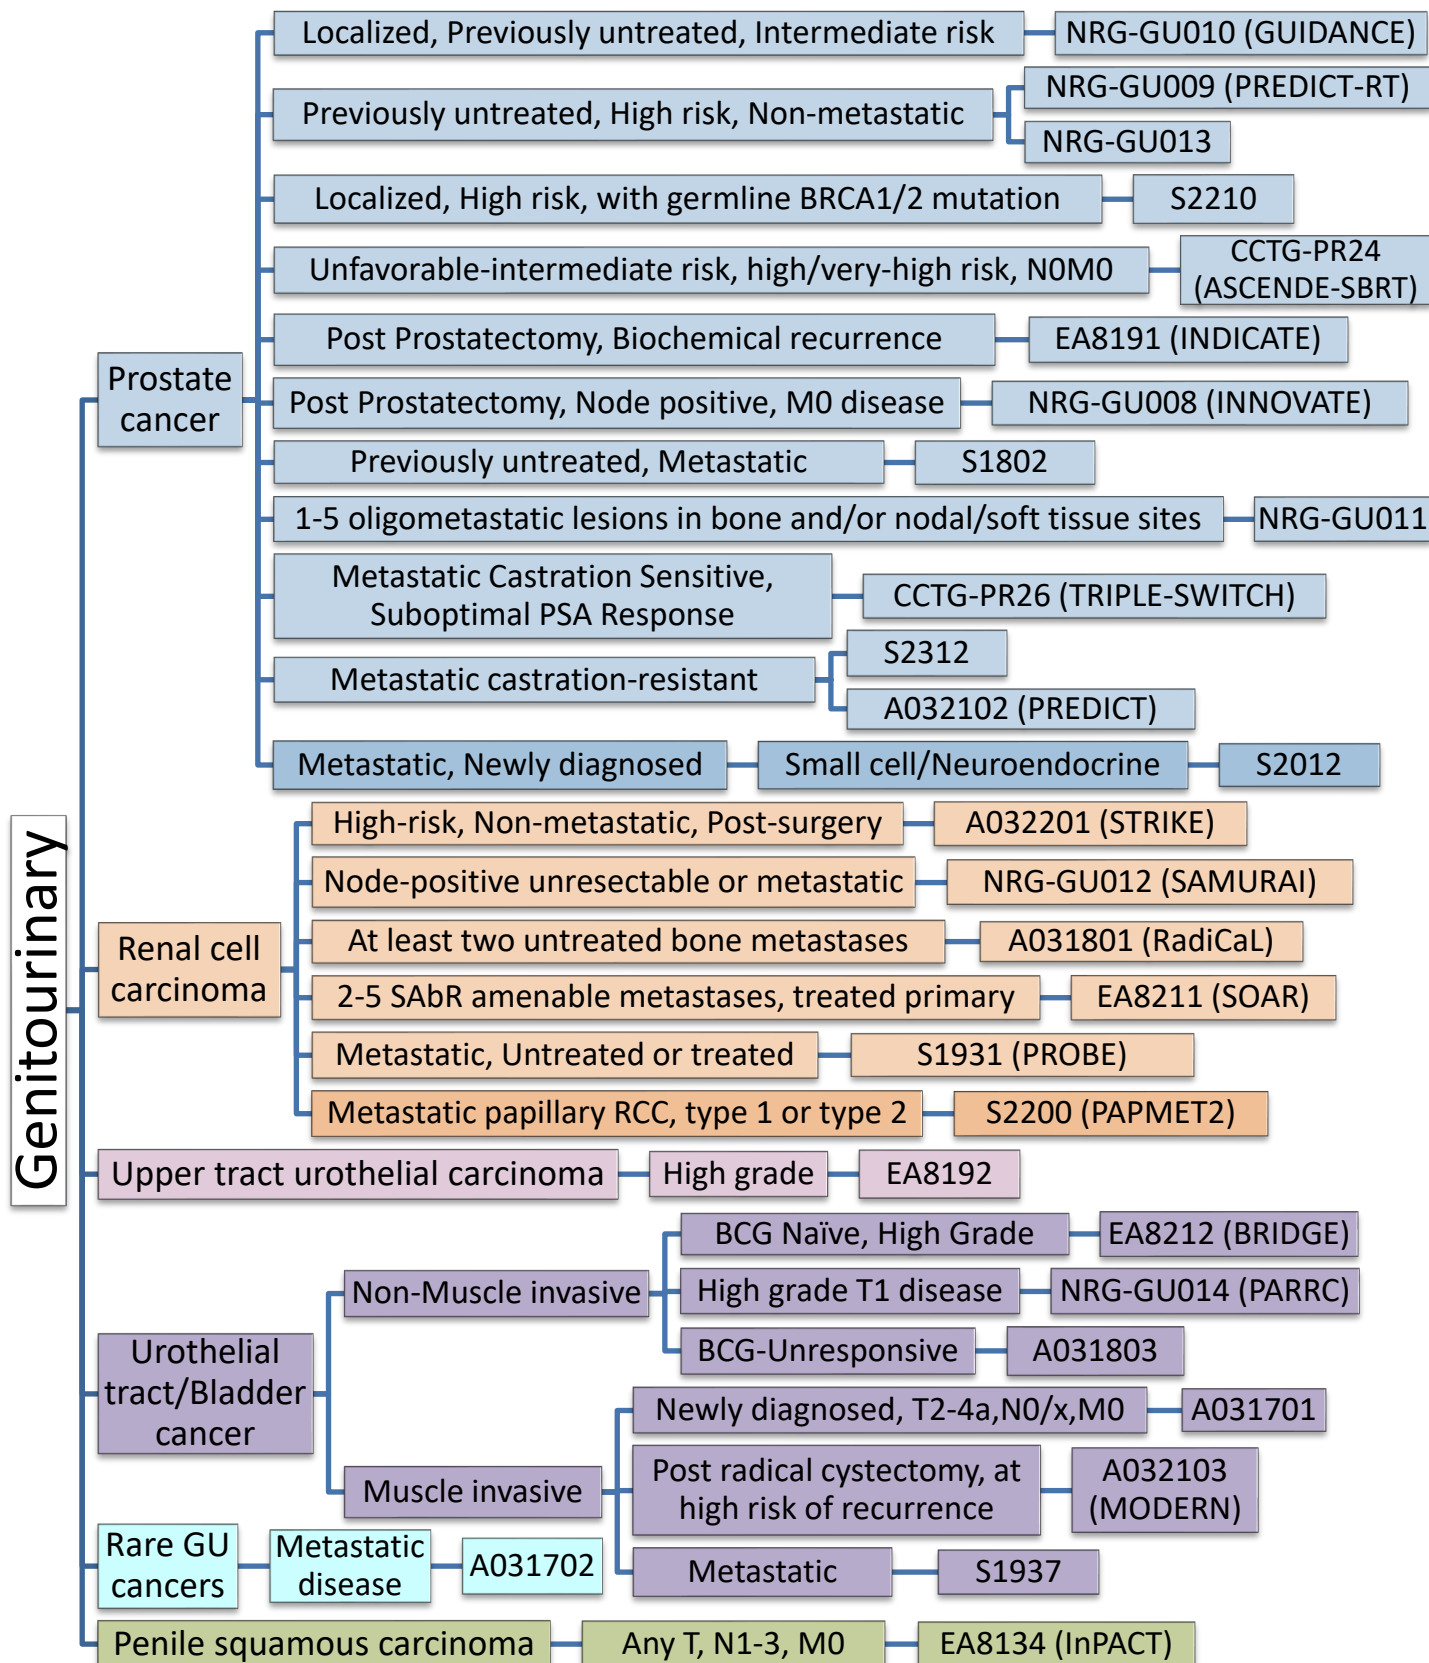 Genitourinary
Prostate
cancer
Localized, Previously untreated, Intermediate risk
NRG-GU010 (GUIDANCE)
Previously untreated, High risk, Non-metastatic
NRG-GU009 (PREDICT-RT)
NRG-GU013
Localized, High risk, with germline BRCA1/2 mutation
S2210
Unfavorable-intermediate risk, high/very-high risk, N0M0
CCTG-PR24
(ASCENDE-SBRT)
Post Prostatectomy, Biochemical recurrence
EA8191 (INDICATE)
Post Prostatectomy, Node positive, M0 disease
NRG-GU008 (INNOVATE)
Previously untreated, Metastatic
S1802
1-5 oligometastatic lesions in bone and/or nodal/soft tissue sites
NRG-GU011
Metastatic Castration Sensitive,
Suboptimal PSA Response
CCTG-PR26 (TRIPLE-SWITCH)
Metastatic castration-resistant
S2312
A032102 (PREDICT)
Metastatic, Newly diagnosed
Small cell/Neuroendocrine
S2012
Renal cell
carcinoma
High-risk, Non-metastatic, Post-surgery
A032201 (STRIKE)
Node-positive unresectable or metastatic
NRG-GU012 (SAMURAI)
At least two untreated bone metastases
A031801 (RadiCaL)
2-5 SAbR amenable metastases, treated primary
EA8211 (SOAR)
Metastatic, Untreated or treated
S1931 (PROBE)
Metastatic papillary RCC, type 1 or type 2
S2200 (PAPMET2)
Upper tract urothelial carcinoma
High grade
EA8192
Urothelial
tract/Bladder
cancer
Non-Muscle invasive
BCG Naïve, High Grade
EA8212 (BRIDGE)
High grade T1 disease
NRG-GU014 (PARRC)
BCG-Unresponsive
A031803
Muscle invasive
Newly diagnosed, T2-4a,N0/x,M0
A031701
Post radical cystectomy, at
high risk of recurrence
A032103
(MODERN)
Metastatic
S1937
Rare GU
cancers
Metastatic
disease
A031702
Penile squamous carcinoma
Any T, N1-3, M0
EA8134 (InPACT)